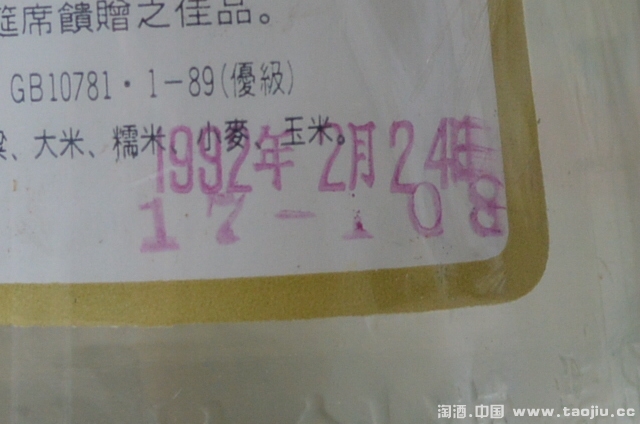 筵席饋贈之佳品。
GB10781·1-89(優級)
粱、大米、糯米、小麥、玉米。
1992年 2月 24日
17-108
淘酒.中国 www.taojiu.cc